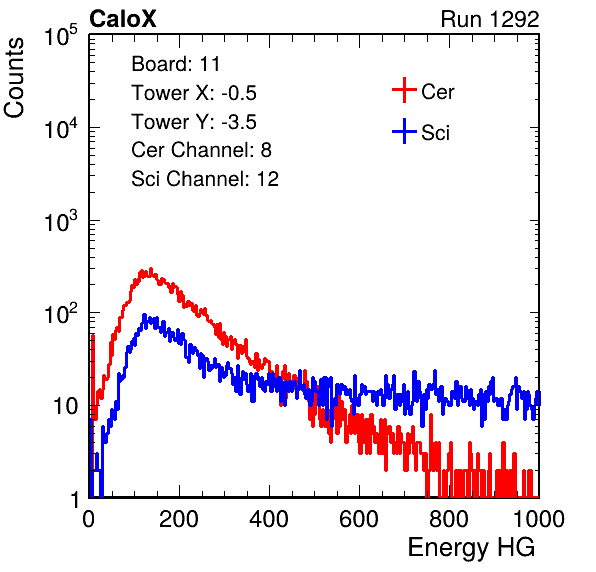 CaloX Run 1292
Counts
10^5
10^4
10^3
10^2
10
1
Board: 11
Tower X: -0.5
Tower Y: -3.5
Cer Channel: 8
Sci Channel: 12
Cer
Sci
0 200 400 600 800 1000
Energy HG